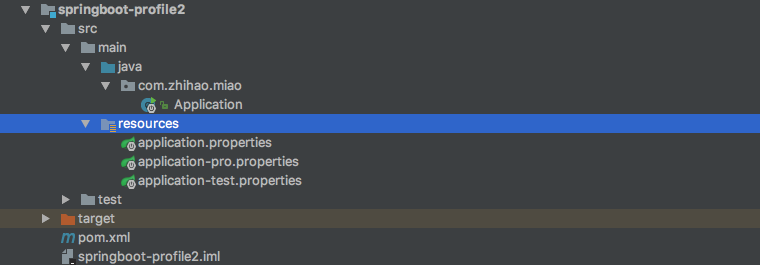 springboot-profile2
src
main
java
com.zhihao.miao
Application
resources
application.properties
application-pro.properties
application-test.properties
test
target
pom.xml
springboot-profile2.iml